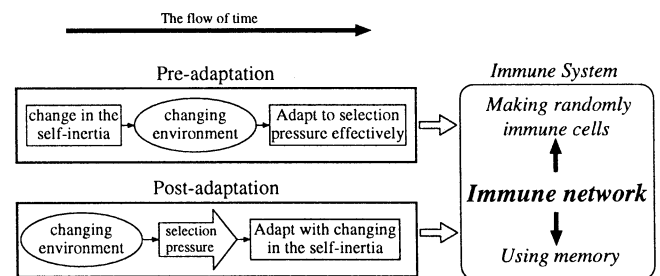 The flow of time
Pre-adaptation
change in the
self-inertia
changing
environment
Adapt to selection
pressure effectively
Post-adaptation
changing
environment
selection
pressure
Adapt with changing
in the self-inertia
Immune System
Making randomly
immune cells
Immune network
Using memory